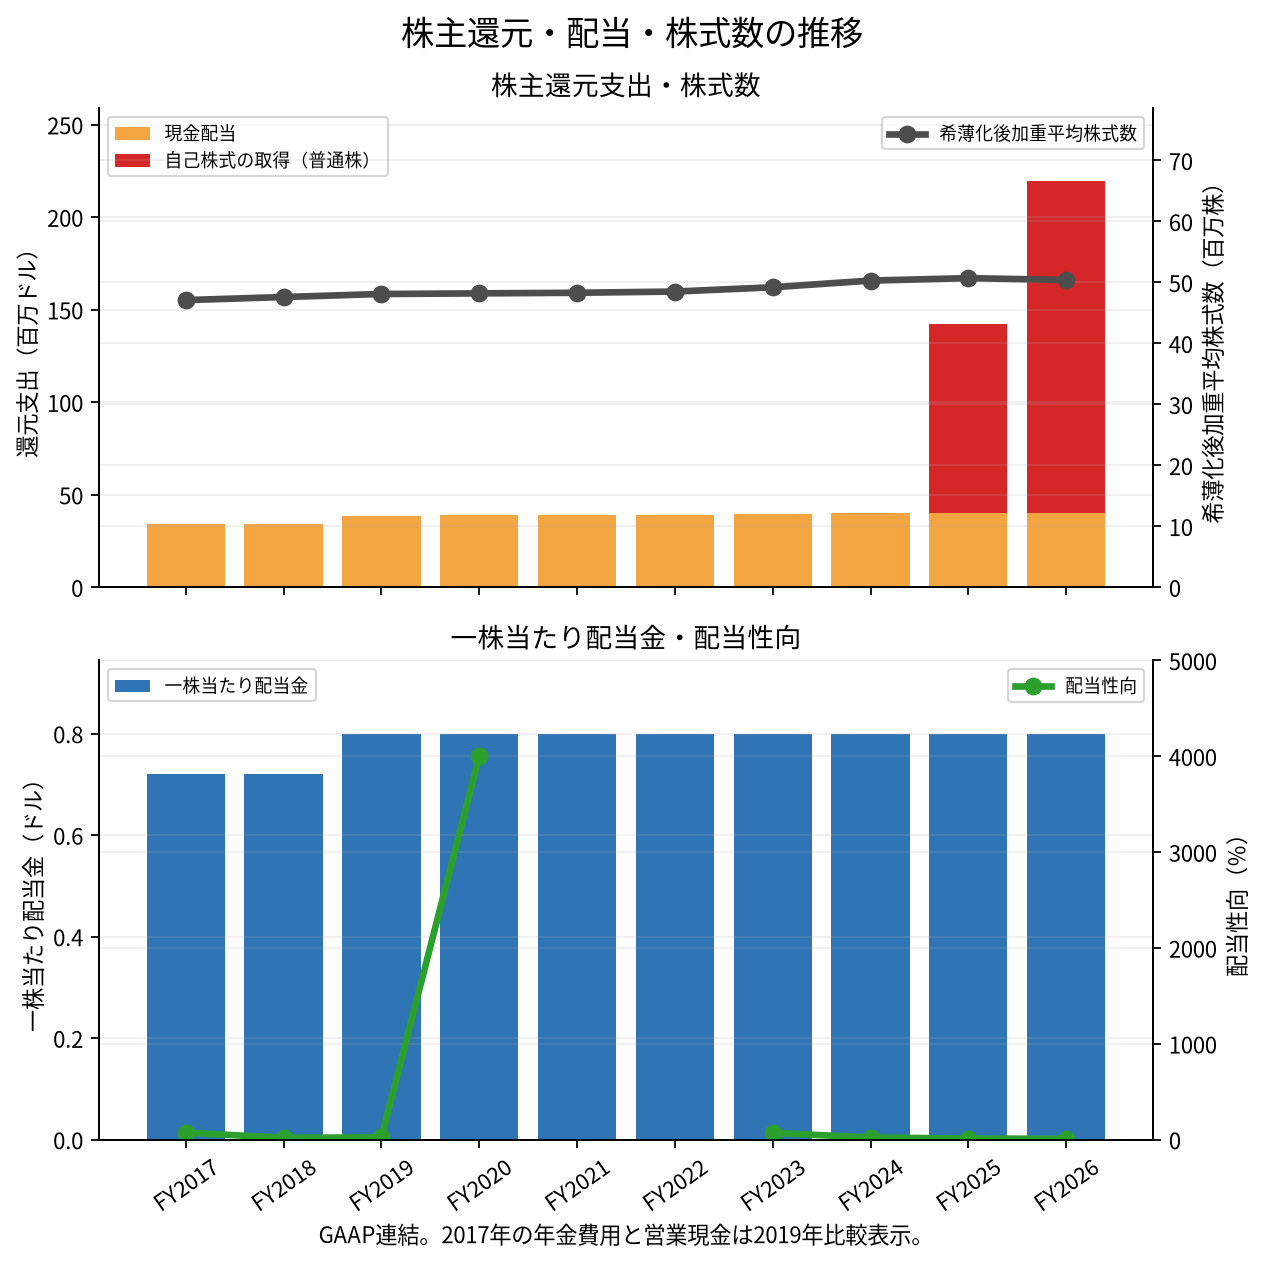 株主還元・配当・株式数の推移
株主還元支出・株式数
現金配当
自己株式の取得（普通株）
希薄化後加重平均株式数
250
200
150
100
50
0
還元支出（百万ドル）
70
60
50
40
30
20
10
0
希薄化後加重平均株式数（百万株）
一株当たり配当金・配当性向
一株当たり配当金
配当性向
0.8
0.6
0.4
0.2
0.0
一株当たり配当金（ドル）
5000
4000
3000
2000
1000
0
配当性向（%）
FY2017
FY2018
FY2019
FY2020
FY2021
FY2022
FY2023
FY2024
FY2025
FY2026
GAAP連結。2017年の年金費用と営業現金は2019年比較表示。